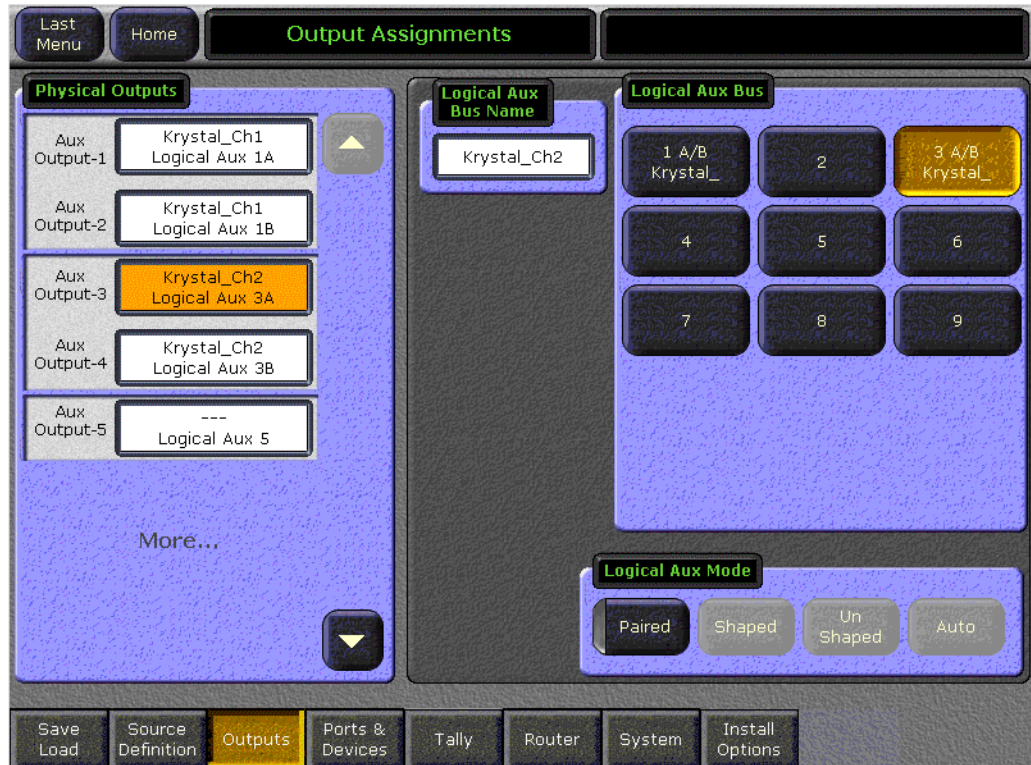 Last
Menu
Home
Output Assignments
Physical Outputs
Aux
Output-1
Krystal_Ch1
Logical Aux 1A
Aux
Output-2
Krystal_Ch1
Logical Aux 1B
Aux
Output-3
Krystal_Ch2
Logical Aux 3A
Aux
Output-4
Krystal_Ch2
Logical Aux 3B
Aux
Output-5
---
Logical Aux 5
More...
Logical Aux
Bus Name
Krystal_Ch2
Logical Aux Bus
1 A/B
Krystal_
2
3 A/B
Krystal_
4
5
6
7
8
9
Logical Aux Mode
Paired
Shaped
Un
Shaped
Auto
Save
Load
Source
Definition
Outputs
Ports &
Devices
Tally
Router
System
Install
Options